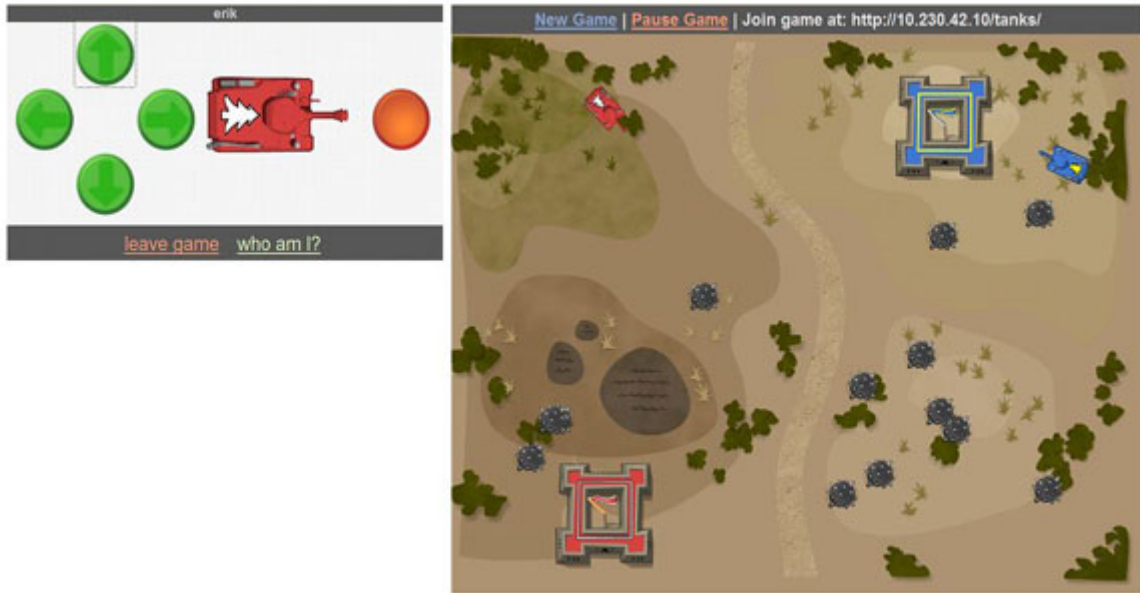 erik
leave game who am I?
New Game | Pause Game | Join game at: http://10.230.42.10/tanks/